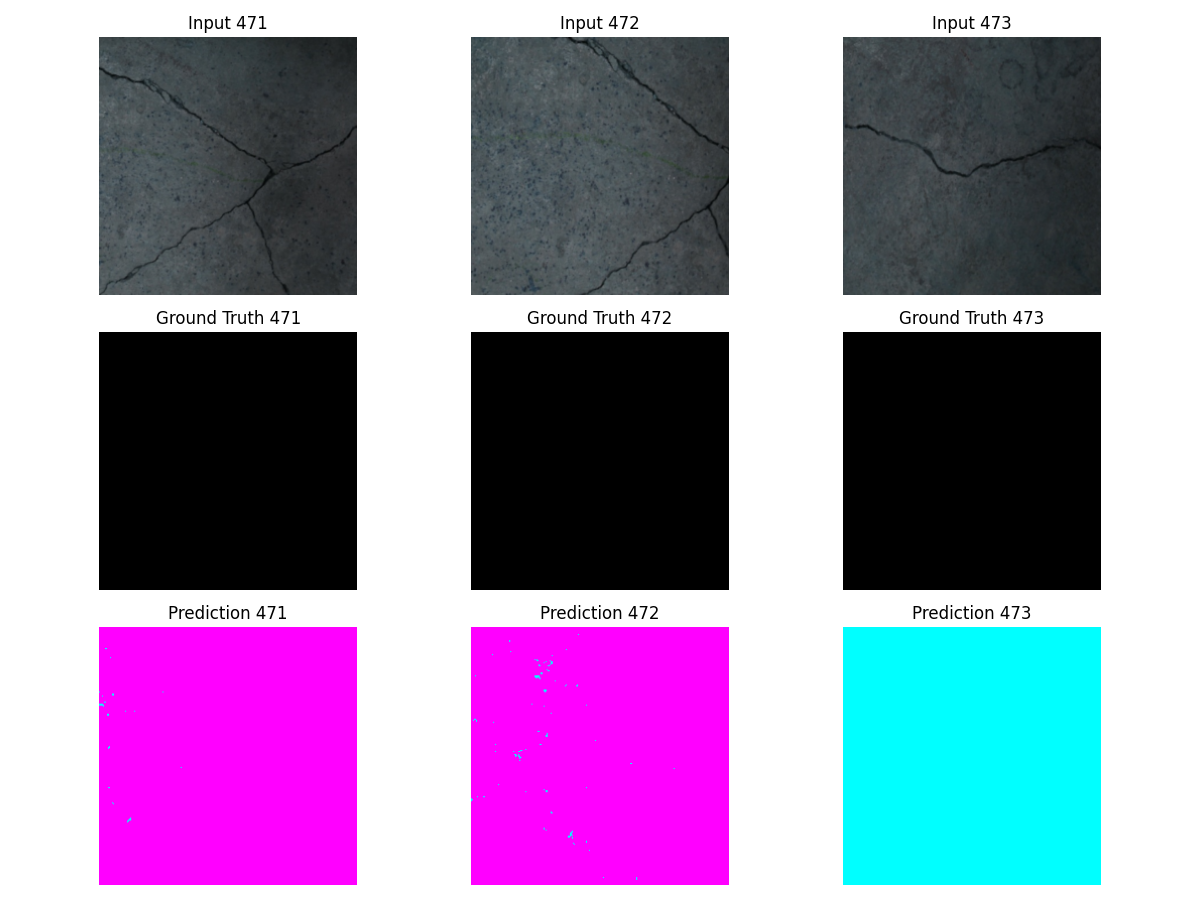 Input 471
Input 472
Input 473
Ground Truth 471
Ground Truth 472
Ground Truth 473
Prediction 471
Prediction 472
Prediction 473